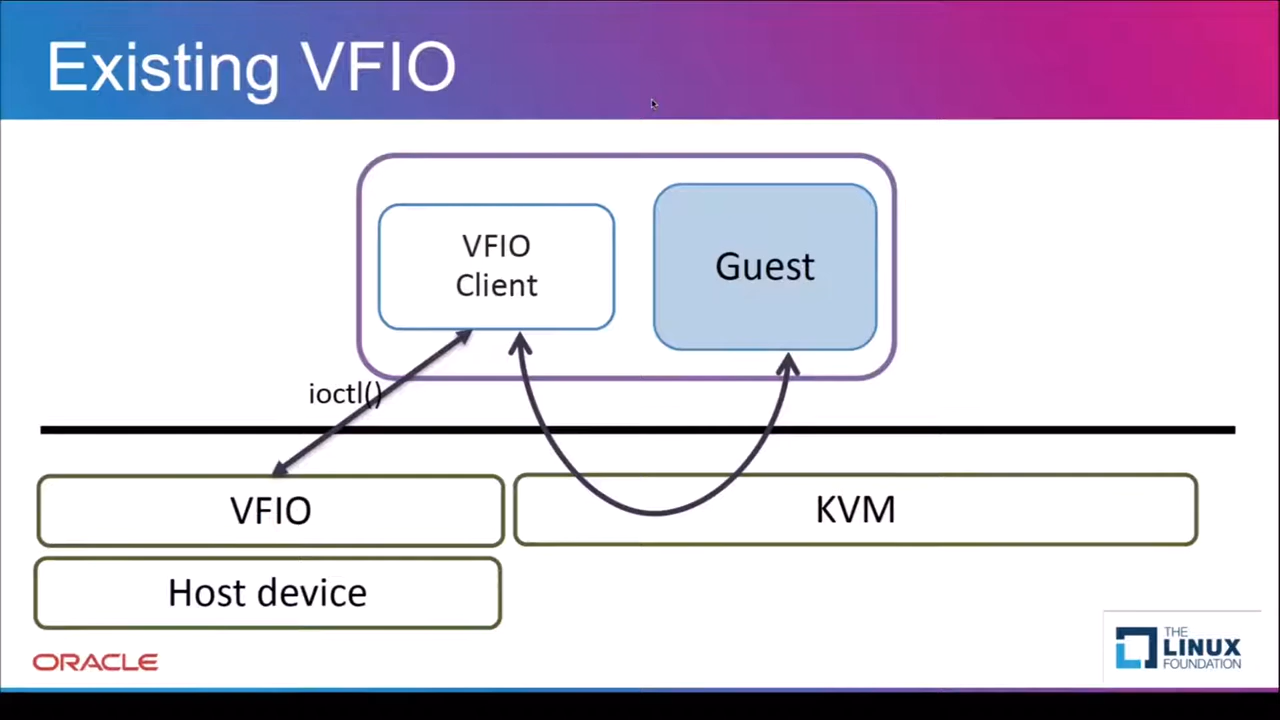 Existing VFIO
VFIO
Client
Guest
ioctl()
VFIO
KVM
Host device
ORACLE
THE
LINUX
FOUNDATION